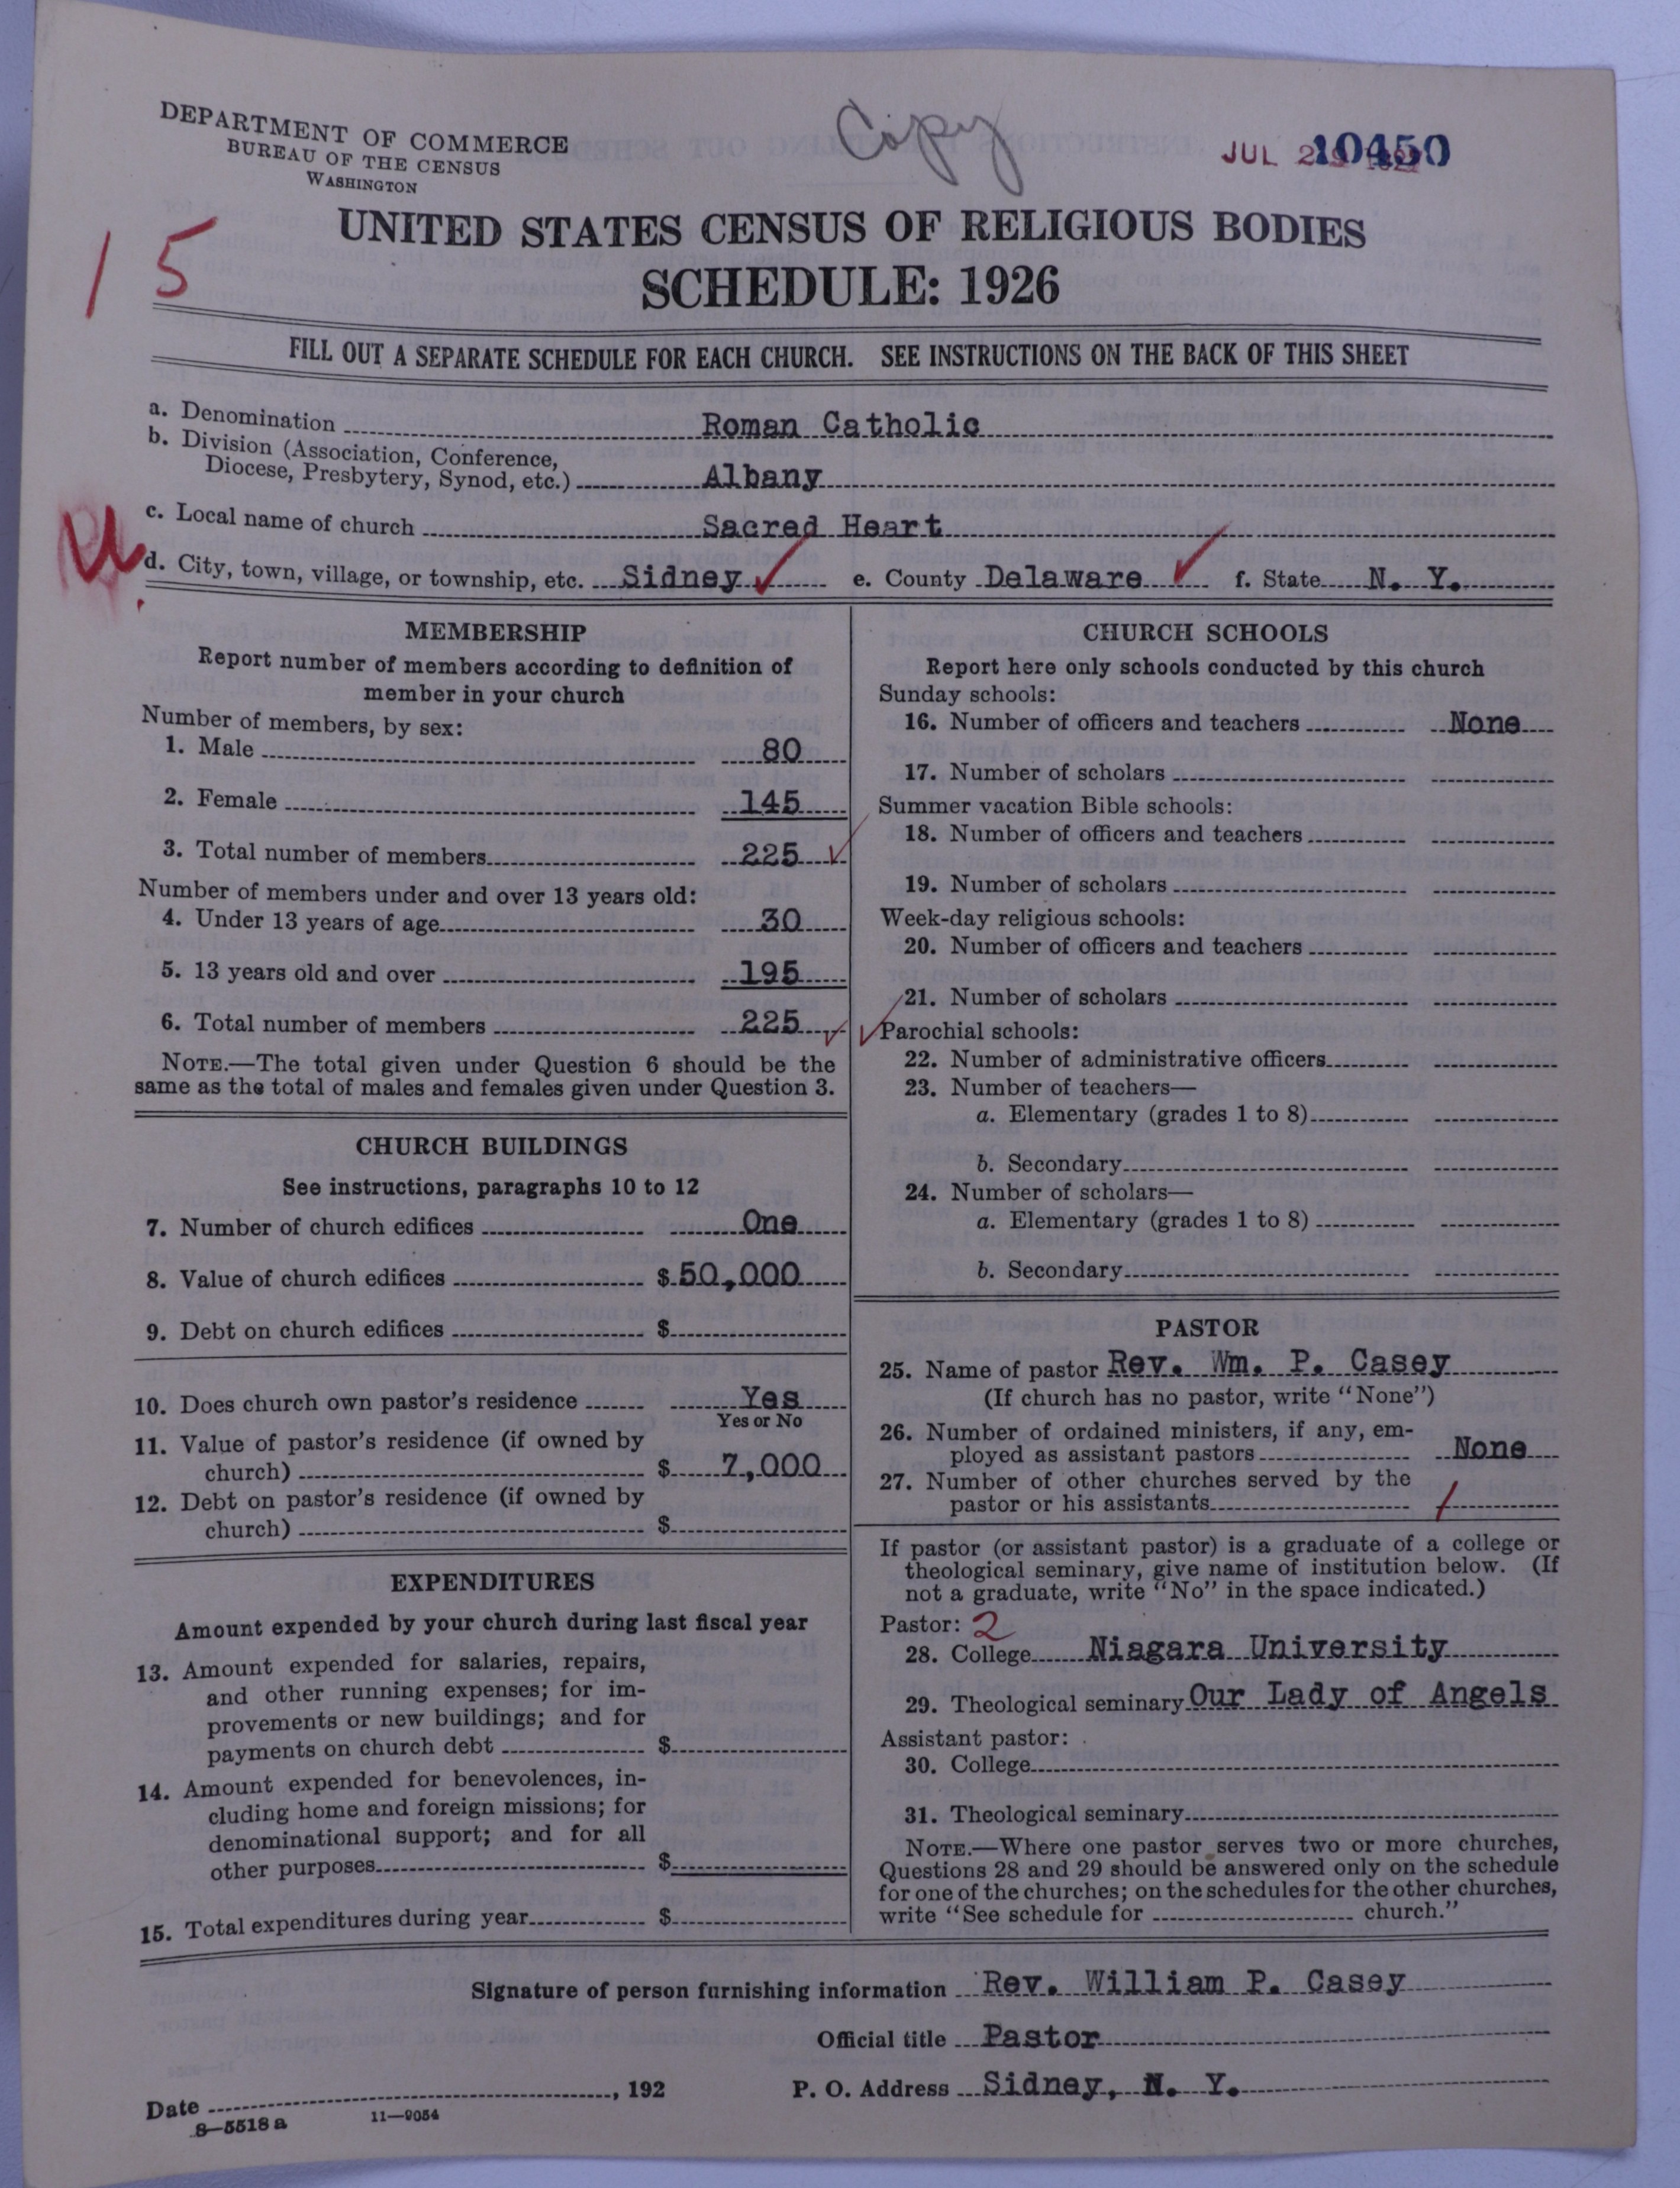 DEPARTMENT OF COMMERCE
BUREAU OF THE CENSUS
WASHINGTON
Copy
JUL 29 10450
15
UNITED STATES CENSUS OF RELIGIOUS BODIES
SCHEDULE: 1926
FILL OUT A SEPARATE SCHEDULE FOR EACH CHURCH. SEE INSTRUCTIONS ON THE BACK OF THIS SHEET
a. Denomination Roman Catholic
b. Division (Association, Conference,
Diocese, Presbytery, Synod, etc.) Albany
c. Local name of church Sacred Heart
U
d. City, town, village, or township, etc. Sidney e. County Delaware f. State N. Y.
MEMBERSHIP
Report number of members according to definition of
member in your church
Number of members, by sex:
1. Male 80
2. Female 145
3. Total number of members 225
Number of members under and over 13 years old:
4. Under 13 years of age 30
5. 13 years old and over 195
6. Total number of members 225
NOTE.—The total given under Question 6 should be the
same as the total of males and females given under Question 3.
CHURCH BUILDINGS
See instructions, paragraphs 10 to 12
7. Number of church edifices One
8. Value of church edifices $ 50,000
9. Debt on church edifices $
10. Does church own pastor's residence Yes
Yes or No
11. Value of pastor's residence (if owned by
church) $ 7,000
12. Debt on pastor's residence (if owned by
church) $
EXPENDITURES
Amount expended by your church during last fiscal year
13. Amount expended for salaries, repairs,
and other running expenses; for im-
provements or new buildings; and for
payments on church debt $
14. Amount expended for benevolences, in-
cluding home and foreign missions; for
denominational support; and for all
other purposes $
15. Total expenditures during year $
CHURCH SCHOOLS
Report here only schools conducted by this church
Sunday schools:
16. Number of officers and teachers None
17. Number of scholars
Summer vacation Bible schools:
18. Number of officers and teachers
19. Number of scholars
Week-day religious schools:
20. Number of officers and teachers
21. Number of scholars
Parochial schools:
22. Number of administrative officers
23. Number of teachers—
a. Elementary (grades 1 to 8)
b. Secondary
24. Number of scholars—
a. Elementary (grades 1 to 8)
b. Secondary
PASTOR
25. Name of pastor Rev. Wm. P. Casey
(If church has no pastor, write "None")
26. Number of ordained ministers, if any, em-
ployed as assistant pastors None
27. Number of other churches served by the
pastor or his assistants /
If pastor (or assistant pastor) is a graduate of a college or
theological seminary, give name of institution below. (If
not a graduate, write "No" in the space indicated.)
Pastor: 2
28. College Niagara University
29. Theological seminary Our Lady of Angels
Assistant pastor:
30. College
31. Theological seminary
NOTE.—Where one pastor serves two or more churches,
Questions 28 and 29 should be answered only on the schedule
for one of the churches; on the schedules for the other churches,
write "See schedule for church."
Signature of person furnishing information Rev. William P. Casey
Official title Pastor
Date , 192 P. O. Address Sidney, N. Y.
8—5518 a 11—9054